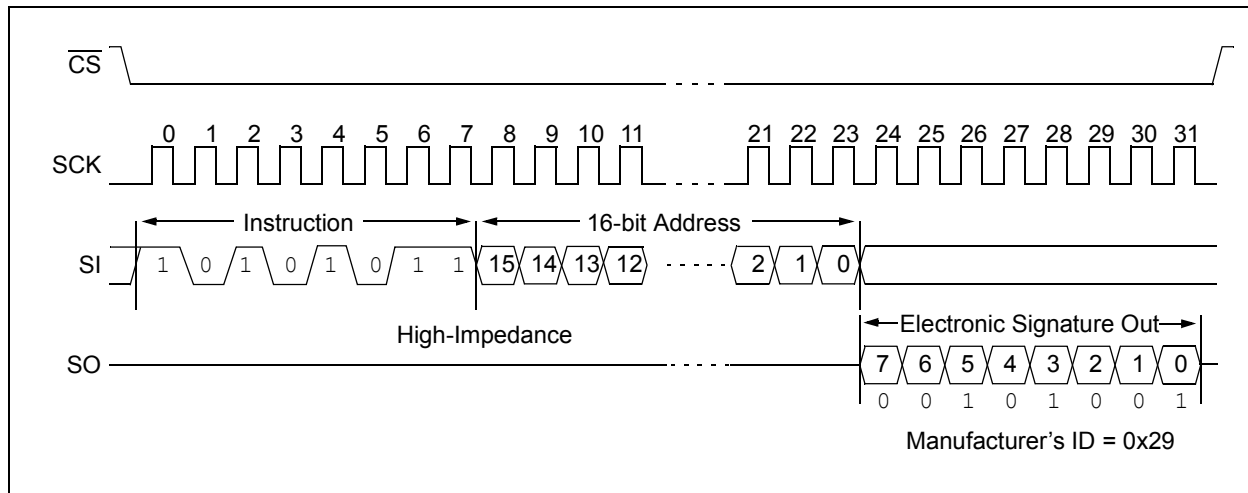 CS
0 1 2 3 4 5 6 7 8 9 10 11 21 22 23 24 25 26 27 28 29 30 31
SCK
Instruction 16-bit Address
SI 1 0 1 0 1 0 1 1 15 14 13 12 2 1 0
High-Impedance Electronic Signature Out
SO 7 6 5 4 3 2 1 0
0 0 1 0 1 0 0 1
Manufacturer's ID = 0x29